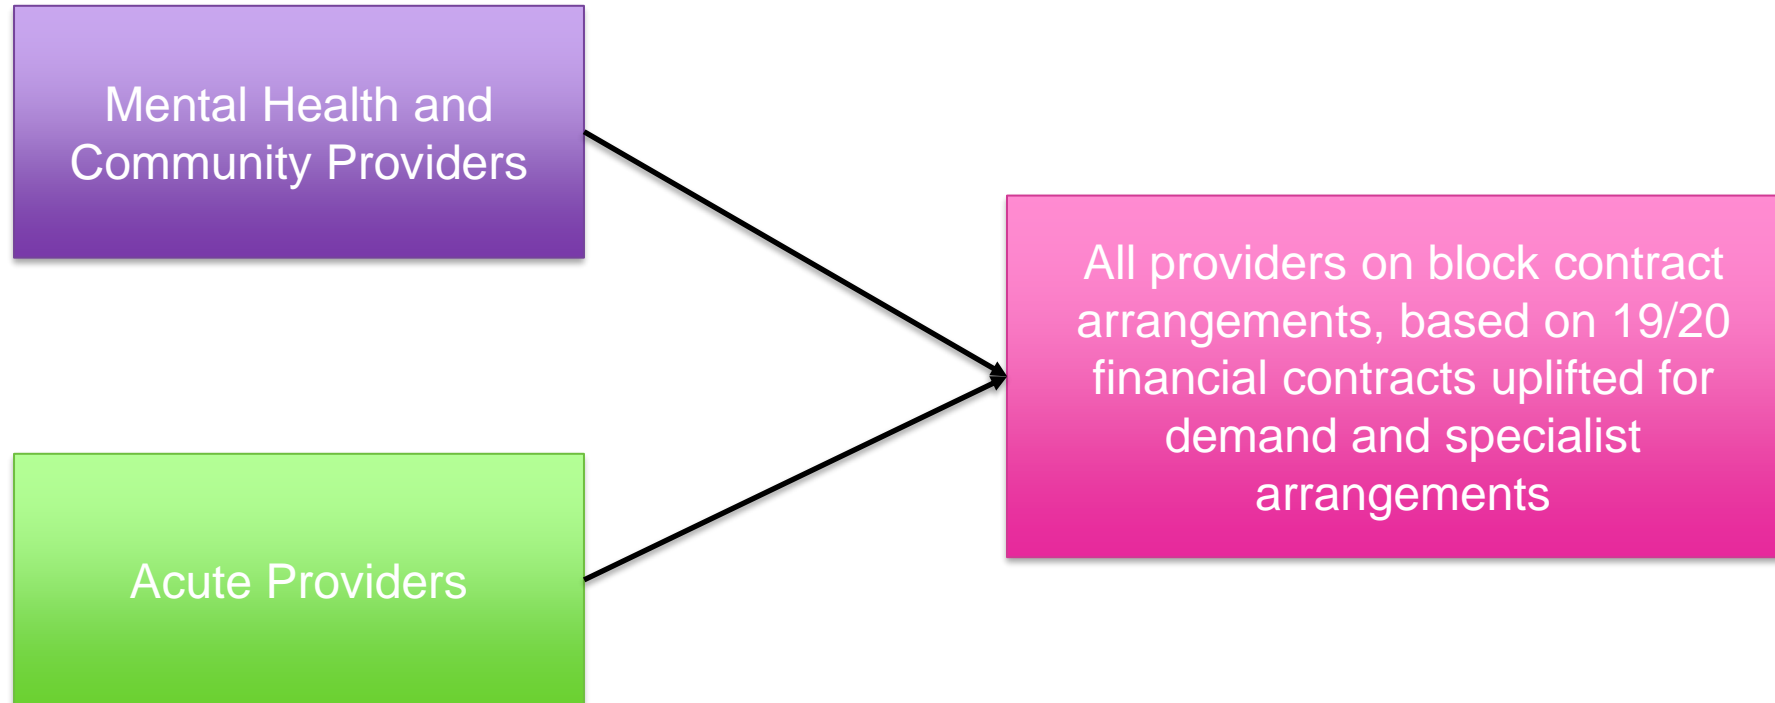 Mental Health and
Community Providers
All providers on block contract
arrangements, based on 19/20
financial contracts uplifted for
demand and specialist
arrangements
Acute Providers